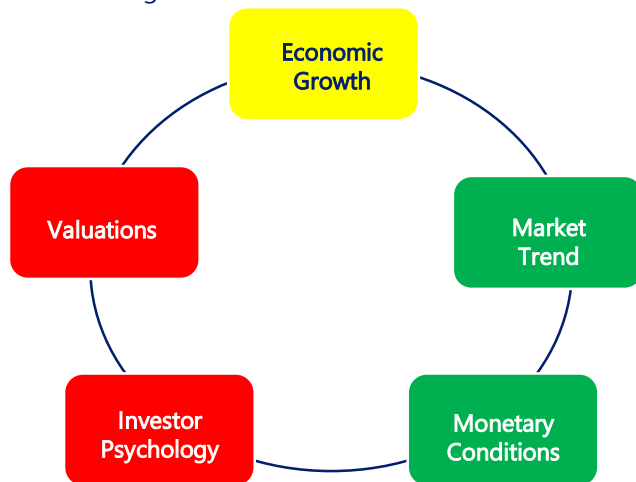 Economic
Growth
Market
Trend
Valuations
Investor
Psychology
Monetary
Conditions